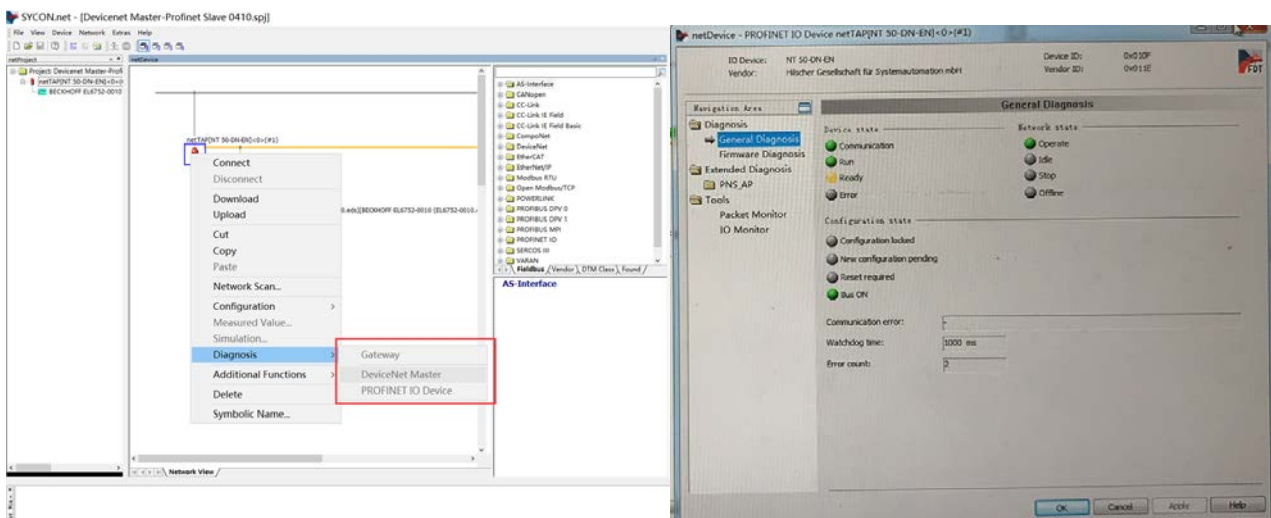 SYCON.net - [Devicenet Master-Profinet Slave 0410.spj]
File View Device Network Extras Help
netProject
netDevice
Project: Devicenet Master-Profi
netTAP[NT 50-DN-EN]<0>(
BECKHOFF EL6752-0010
netTAP[NT 50-DN-EN]<0>(#1)
Connect
Disconnect
Download
Upload
Cut
Copy
Paste
Network Scan...
Configuration
Measured Value...
Simulation...
Diagnosis
Additional Functions
Delete
Symbolic Name...
Gateway
DeviceNet Master
PROFINET IO Device
0.eds)[BECKHOFF EL6752-0010 (EL6752-0010.
Network View
AS-Interface
CANopen
CC-Link
CC-Link IE Field
CC-Link IE Field Basic
CompoNet
DeviceNet
EtherCAT
EtherNet/IP
Modbus RTU
Open Modbus/TCP
POWERLINK
PROFIBUS DPV 0
PROFIBUS DPV 1
PROFIBUS MPI
PROFINET IO
SERCOS III
VARAN
Fieldbus Vendor DTM Class Found
AS-Interface
netDevice - PROFINET IO Device netTAP[NT 50-DN-EN]<0>(#1)
IO Device: NT 50-DN-EN
Vendor: Hilscher Gesellschaft für Systemautomation mbH
Device ID: 0x010F
Vendor ID: 0x011E
FDT
Navigation Area
Diagnosis
General Diagnosis
Firmware Diagnosis
Extended Diagnosis
PNS_AP
Tools
Packet Monitor
IO Monitor
General Diagnosis
Device state
Communication
Run
Ready
Error
Network state
Operate
Idle
Stop
Offline
Configuration state
Configuration locked
New configuration pending
Reset required
Bus ON
Communication error: -
Watchdog time: 1000 ms
Error count: 2
OK Cancel Apply Help